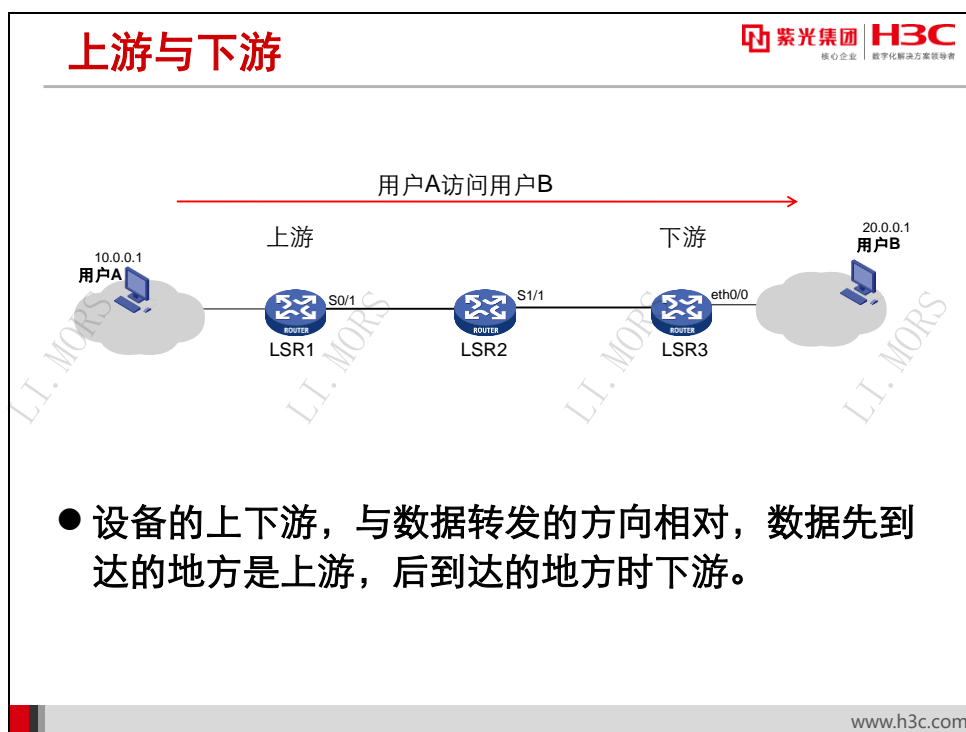 上游与下游
紫光集团
核心企业
H3C
数字化解决方案领导者
用户A访问用户B
上游
下游
10.0.0.1
用户A
20.0.0.1
用户B
S0/1
S1/1
eth0/0
ROUTER
ROUTER
ROUTER
LSR1
LSR2
LSR3
LI. MORS
LI. MORS
LI. MORS
LI. MORS
●设备的上下游，与数据转发的方向相对，数据先到
达的地方是上游，后到达的地方时下游。
www.h3c.com